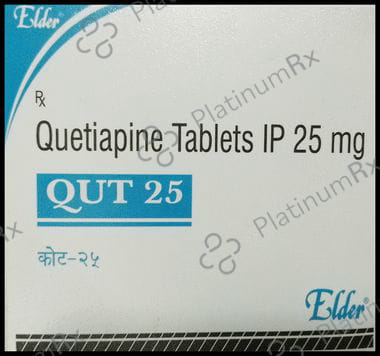 Elder
PlatinumRx
Rx
Quetiapine Tablets IP 25 mg
PlatinumRx
QUT 25
PlatinumRx
कोट-२५
Elder